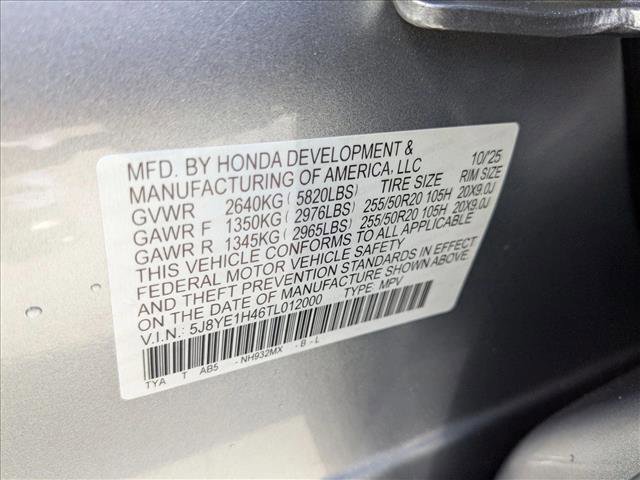 MFD. BY HONDA DEVELOPMENT & 10/25
MANUFACTURING OF AMERICA, LLC
GVWR 2640KG ( 5820LBS) TIRE SIZE RIM SIZE
GAWR F 1350KG ( 2976LBS) 255/50R20 105H 20X9.0J
GAWR R 1345KG ( 2965LBS) 255/50R20 105H 20X9.0J
THIS VEHICLE CONFORMS TO ALL APPLICABLE
FEDERAL MOTOR VEHICLE SAFETY
AND THEFT PREVENTION STANDARDS IN EFFECT
ON THE DATE OF MANUFACTURE SHOWN ABOVE.
V.I.N.: 5J8YE1H46TL012000 TYPE: MPV
TYA T AB5 -NH932MX -B-L